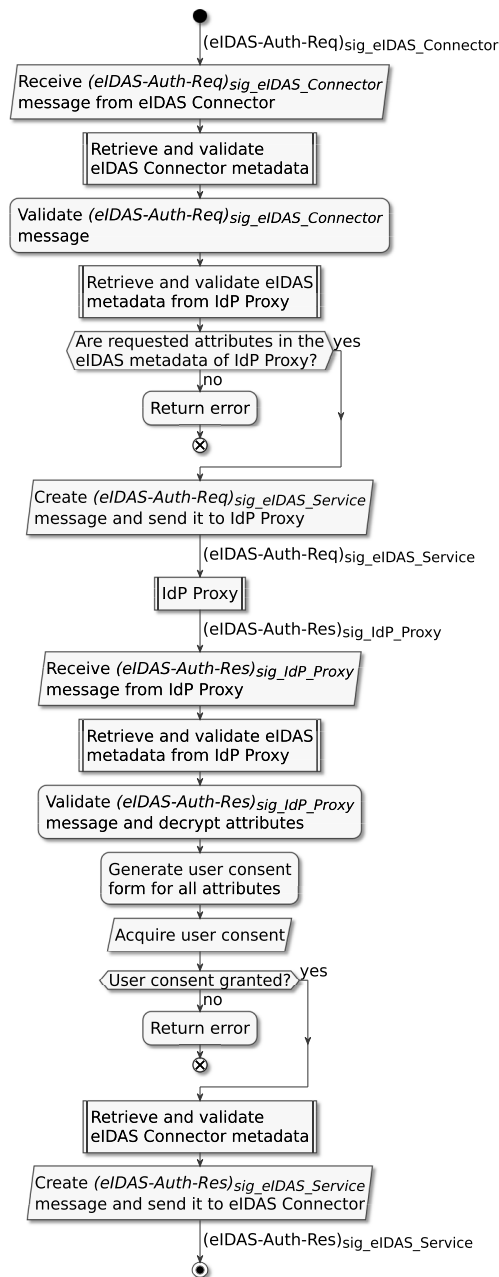 (eIDAS-Auth-Req)sig_eIDAS_Connector
Receive (eIDAS-Auth-Req)sig_eIDAS_Connector
message from eIDAS Connector
Retrieve and validate
eIDAS Connector metadata
Validate (eIDAS-Auth-Req)sig_eIDAS_Connector
message
Retrieve and validate eIDAS
metadata from IdP Proxy
Are requested attributes in the
eIDAS metadata of IdP Proxy?
yes
no
Return error
Create (eIDAS-Auth-Req)sig_eIDAS_Service
message and send it to IdP Proxy
(eIDAS-Auth-Req)sig_eIDAS_Service
IdP Proxy
(eIDAS-Auth-Res)sig_IdP_Proxy
Receive (eIDAS-Auth-Res)sig_IdP_Proxy
message from IdP Proxy
Retrieve and validate eIDAS
metadata from IdP Proxy
Validate (eIDAS-Auth-Res)sig_IdP_Proxy
message and decrypt attributes
Generate user consent
form for all attributes
Acquire user consent
User consent granted?
yes
no
Return error
Retrieve and validate
eIDAS Connector metadata
Create (eIDAS-Auth-Res)sig_eIDAS_Service
message and send it to eIDAS Connector
(eIDAS-Auth-Res)sig_eIDAS_Service